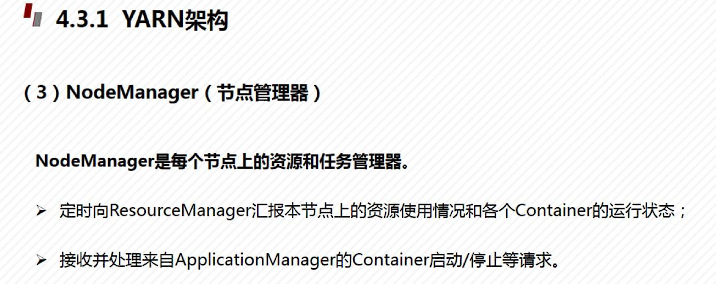 4.3.1 YARN架构
（3）NodeManager（节点管理器）
NodeManager是每个节点上的资源和任务管理器。
➢ 定时向ResourceManager汇报本节点上的资源使用情况和各个Container的运行状态；
➢ 接收并处理来自ApplicationManager的Container启动/停止等请求。